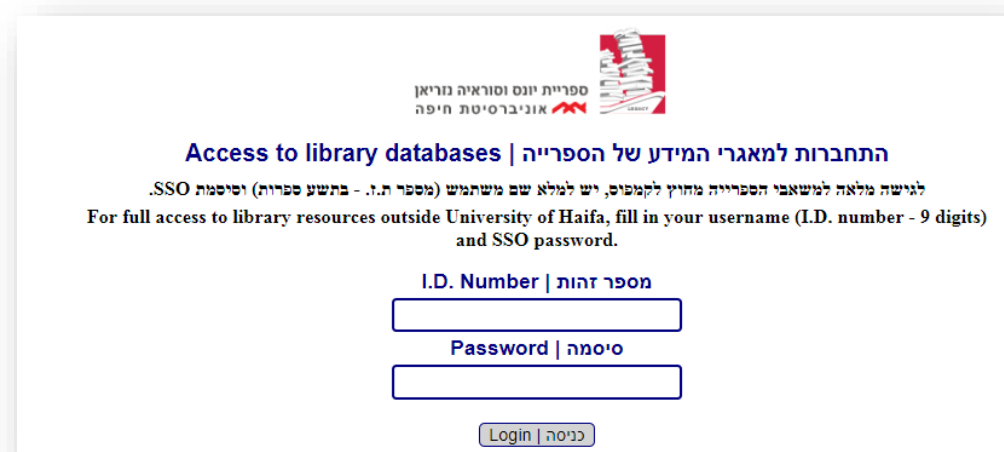 ספריית יונס וסוראיה נזריאן
אוניברסיטת חיפה
LEGACY
התחברות למאגרי המידע של הספרייה | Access to library databases
לגישה מלאה למשאבי הספרייה מחוץ לקמפוס, יש למלא שם משתמש (מספר ת.ז. - בתשע ספרות) וסיסמת SSO.
For full access to library resources outside University of Haifa, fill in your username (I.D. number - 9 digits)
and SSO password.
מספר זהות | I.D. Number
סיסמה | Password
כניסה | Login